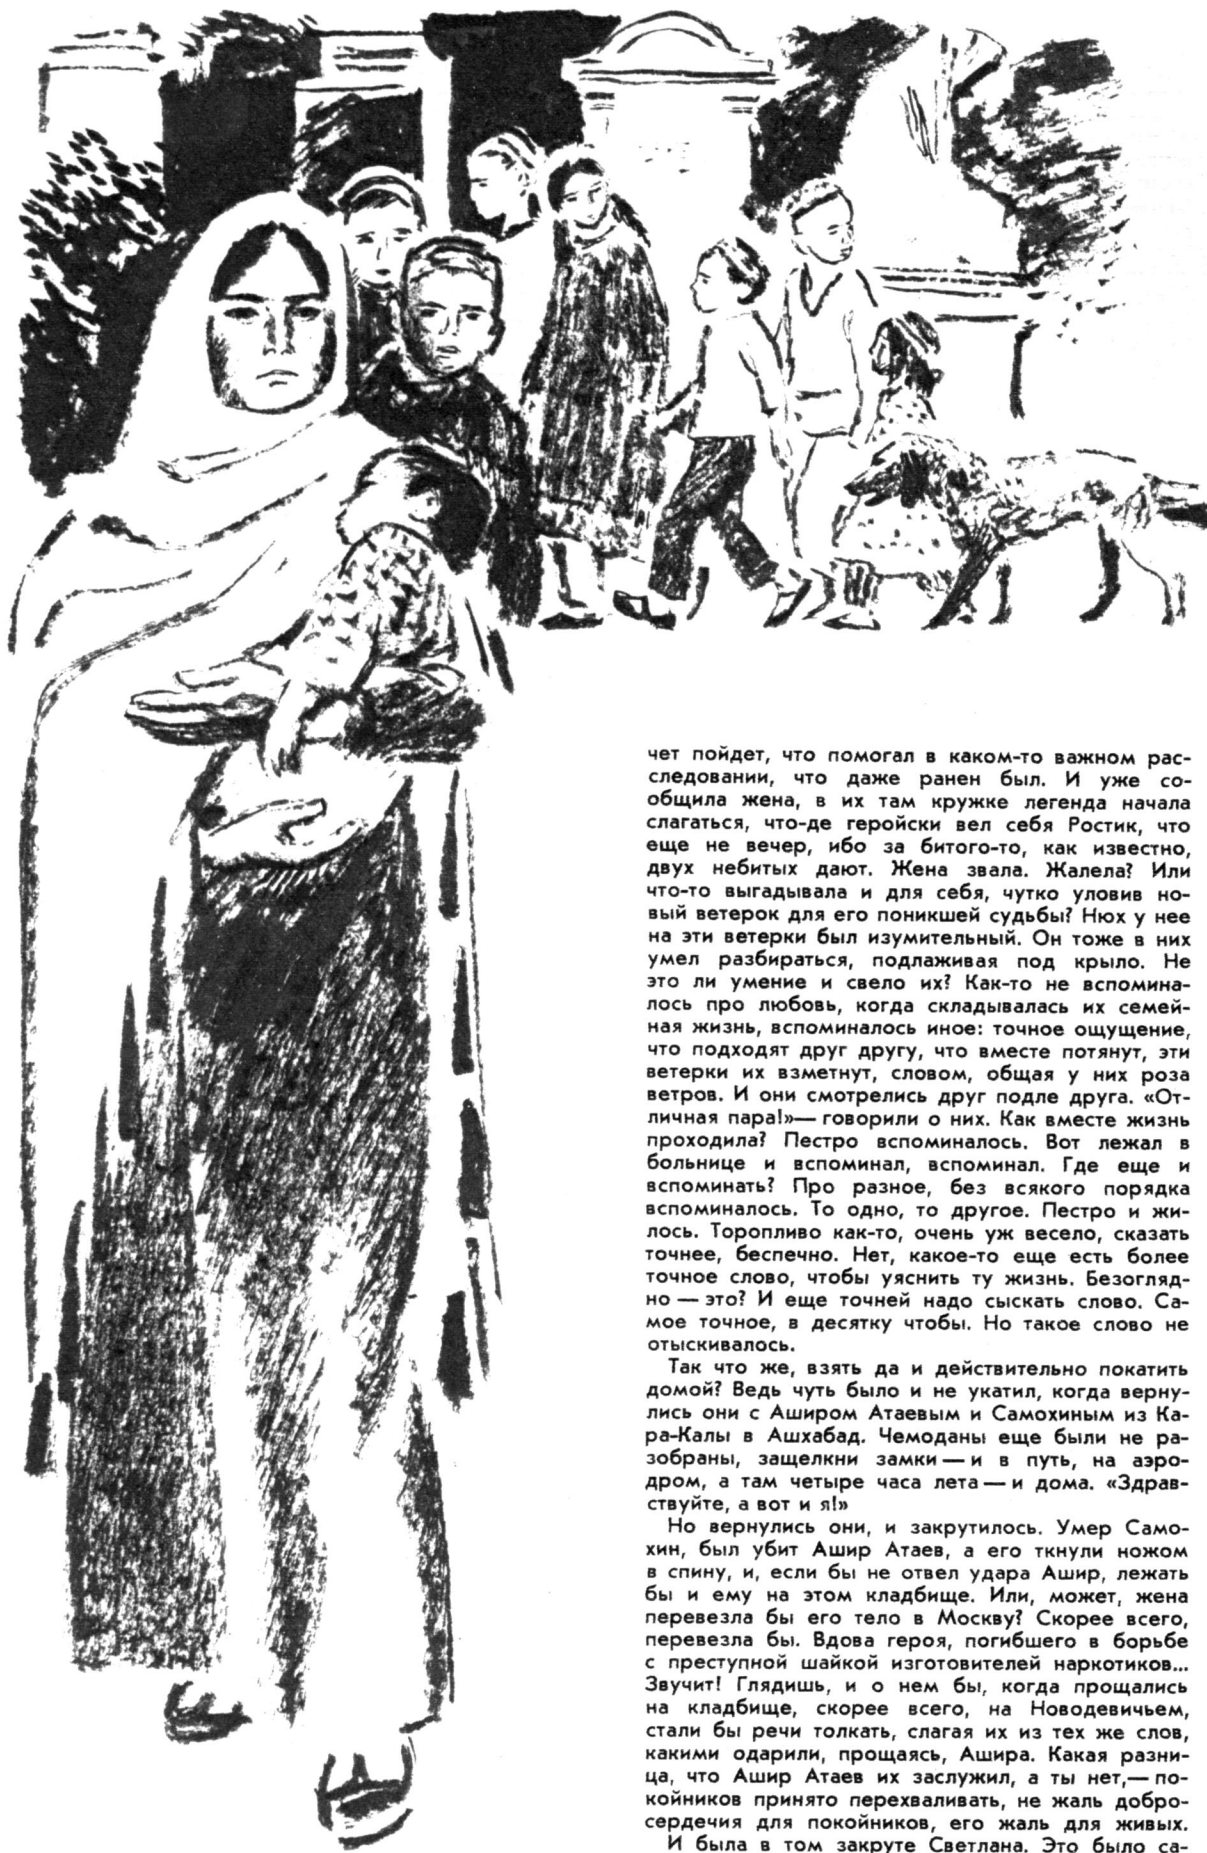 чет пойдет, что помогал в каком-то важном рас-
следовании, что даже ранен был. И уже со-
общила жена, в их там кружке легенда начала
слагаться, что-де геройски вел себя Ростик, что
еще не вечер, ибо за битого-то, как известно,
двух небитых дают. Жена звала. Жалела? Или
что-то выгадывала и для себя, чутко уловив но-
вый ветерок для его поникшей судьбы? Нюх у нее
на эти ветерки был изумительный. Он тоже в них
умел разбираться, подлаживая под крыло. Не
это ли умение и свело их? Как-то не вспомина-
лось про любовь, когда складывалась их семей-
ная жизнь, вспоминалось иное: точное ощущение,
что подходят друг другу, что вместе потянут, эти
ветерки их взметнут, словом, общая у них роза
ветров. И они смотрелись друг подле друга. «От-
личная пара!»— говорили о них. Как вместе жизнь
проходила? Пестро вспоминалось. Вот лежал в
больнице и вспоминал, вспоминал. Где еще и
вспоминать? Про разное, без всякого порядка
вспоминалось. То одно, то другое. Пестро и жи-
лось. Торопливо как-то, очень уж весело, сказать
точнее, беспечно. Нет, какое-то еще есть более
точное слово, чтобы уяснить ту жизнь. Безогляд-
но — это? И еще точней надо сыскать слово. Са-
мое точное, в десятку чтобы. Но такое слово не
отыскивалось.
Так что же, взять да и действительно покатить
домой? Ведь чуть было и не укатил, когда верну-
лись они с Аширом Атаевым и Самохиным из Ка-
ра-Калы в Ашхабад. Чемоданы еще были не ра-
зобраны, защелкни замки — и в путь, на аэро-
дром, а там четыре часа лета — и дома. «Здрав-
ствуйте, а вот и я!»
Но вернулись они, и закрутилось. Умер Само-
хин, был убит Ашир Атаев, а его ткнули ножом
в спину, и, если бы не отвел удара Ашир, лежать
бы и ему на этом кладбище. Или, может, жена
перевезла бы его тело в Москву? Скорее всего,
перевезла бы. Вдова героя, погибшего в борьбе
с преступной шайкой изготовителей наркотиков...
Звучит! Глядишь, и о нем бы, когда прощались
на кладбище, скорее всего, на Новодевичьем,
стали бы речи толкать, слагая их из тех же слов,
какими одарили, прощаясь, Ашира. Какая разни-
ца, что Ашир Атаев их заслужил, а ты нет,— по-
койников принято перехваливать, не жаль добро-
сердечия для покойников, его жаль для живых.
И была в том закруте Светлана. Это было са-